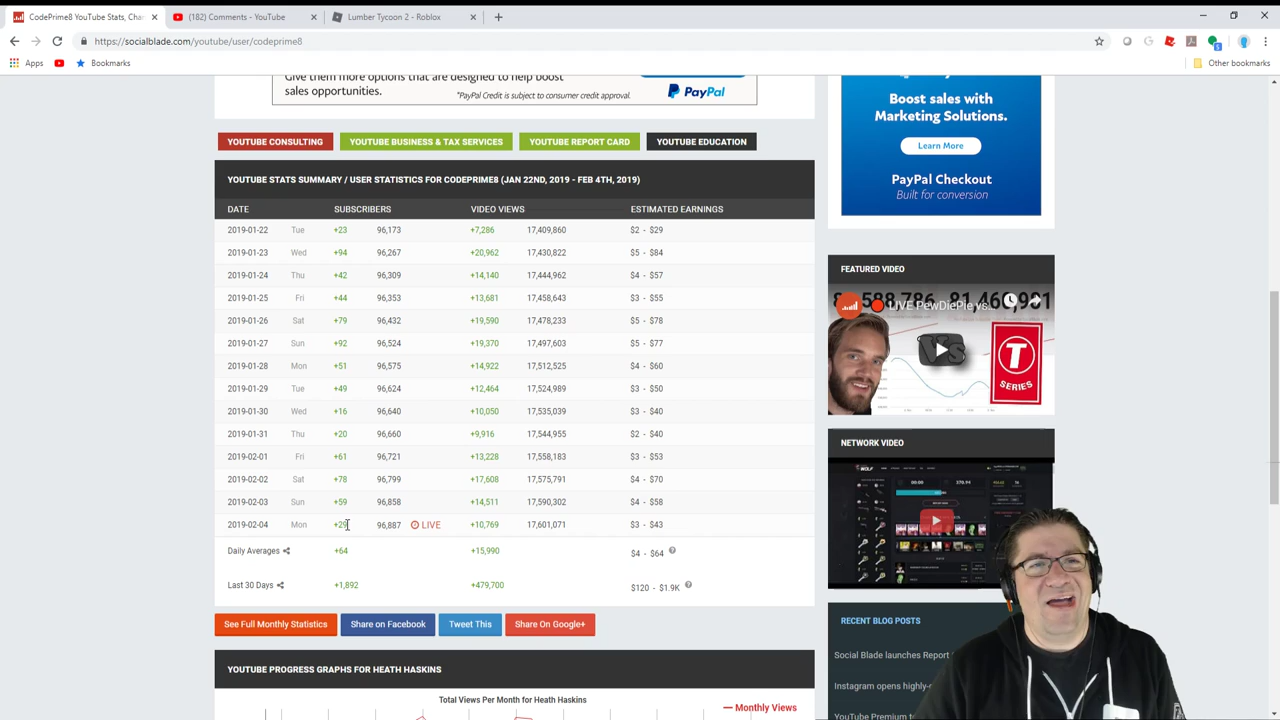 CodePrime8 YouTube Stats, Cha
(182) Comments - YouTube
Lumber Tycoon 2 - Roblox
https://socialblade.com/youtube/user/codeprime8
Apps
Bookmarks
Other bookmarks
Give them more options that are designed to help boost
sales opportunities.
*PayPal Credit is subject to consumer credit approval.
PayPal
Boost sales with
Marketing Solutions.
Learn More
PayPal Checkout
Built for conversion
YOUTUBE CONSULTING
YOUTUBE BUSINESS & TAX SERVICES
YOUTUBE REPORT CARD
YOUTUBE EDUCATION
YOUTUBE STATS SUMMARY / USER STATISTICS FOR CODEPRIME8 (JAN 22ND, 2019 - FEB 4TH, 2019)
DATE SUBSCRIBERS VIDEO VIEWS ESTIMATED EARNINGS
2019-01-22 Tue +23 96,173 +7,286 17,409,860 $2 - $29
2019-01-23 Wed +94 96,267 +20,962 17,430,822 $5 - $84
2019-01-24 Thu +42 96,309 +14,140 17,444,962 $4 - $57
2019-01-25 Fri +44 96,353 +13,681 17,458,643 $3 - $55
2019-01-26 Sat +79 96,432 +19,590 17,478,233 $5 - $78
2019-01-27 Sun +92 96,524 +19,370 17,497,603 $5 - $77
2019-01-28 Mon +51 96,575 +14,922 17,512,525 $4 - $60
2019-01-29 Tue +49 96,624 +12,464 17,524,989 $3 - $50
2019-01-30 Wed +16 96,640 +10,050 17,535,039 $3 - $40
2019-01-31 Thu +20 96,660 +9,916 17,544,955 $2 - $40
2019-02-01 Fri +61 96,721 +13,228 17,558,183 $3 - $53
2019-02-02 Sat +78 96,799 +17,608 17,575,791 $4 - $70
2019-02-03 Sun +59 96,858 +14,511 17,590,302 $4 - $58
2019-02-04 Mon +29 96,887 LIVE +10,769 17,601,071 $3 - $43
Daily Averages +64 +15,990 $4 - $64
Last 30 Days +1,892 +479,700 $120 - $1.9K
See Full Monthly Statistics
Share on Facebook
Tweet This
Share On Google+
YOUTUBE PROGRESS GRAPHS FOR HEATH HASKINS
Total Views Per Month for Heath Haskins
Monthly Views
FEATURED VIDEO
LIVE PewDiePie vs...
VS
T
SERIES
NETWORK VIDEO
RECENT BLOG POSTS
Social Blade launches Report
Instagram opens highly-
YouTube Premium